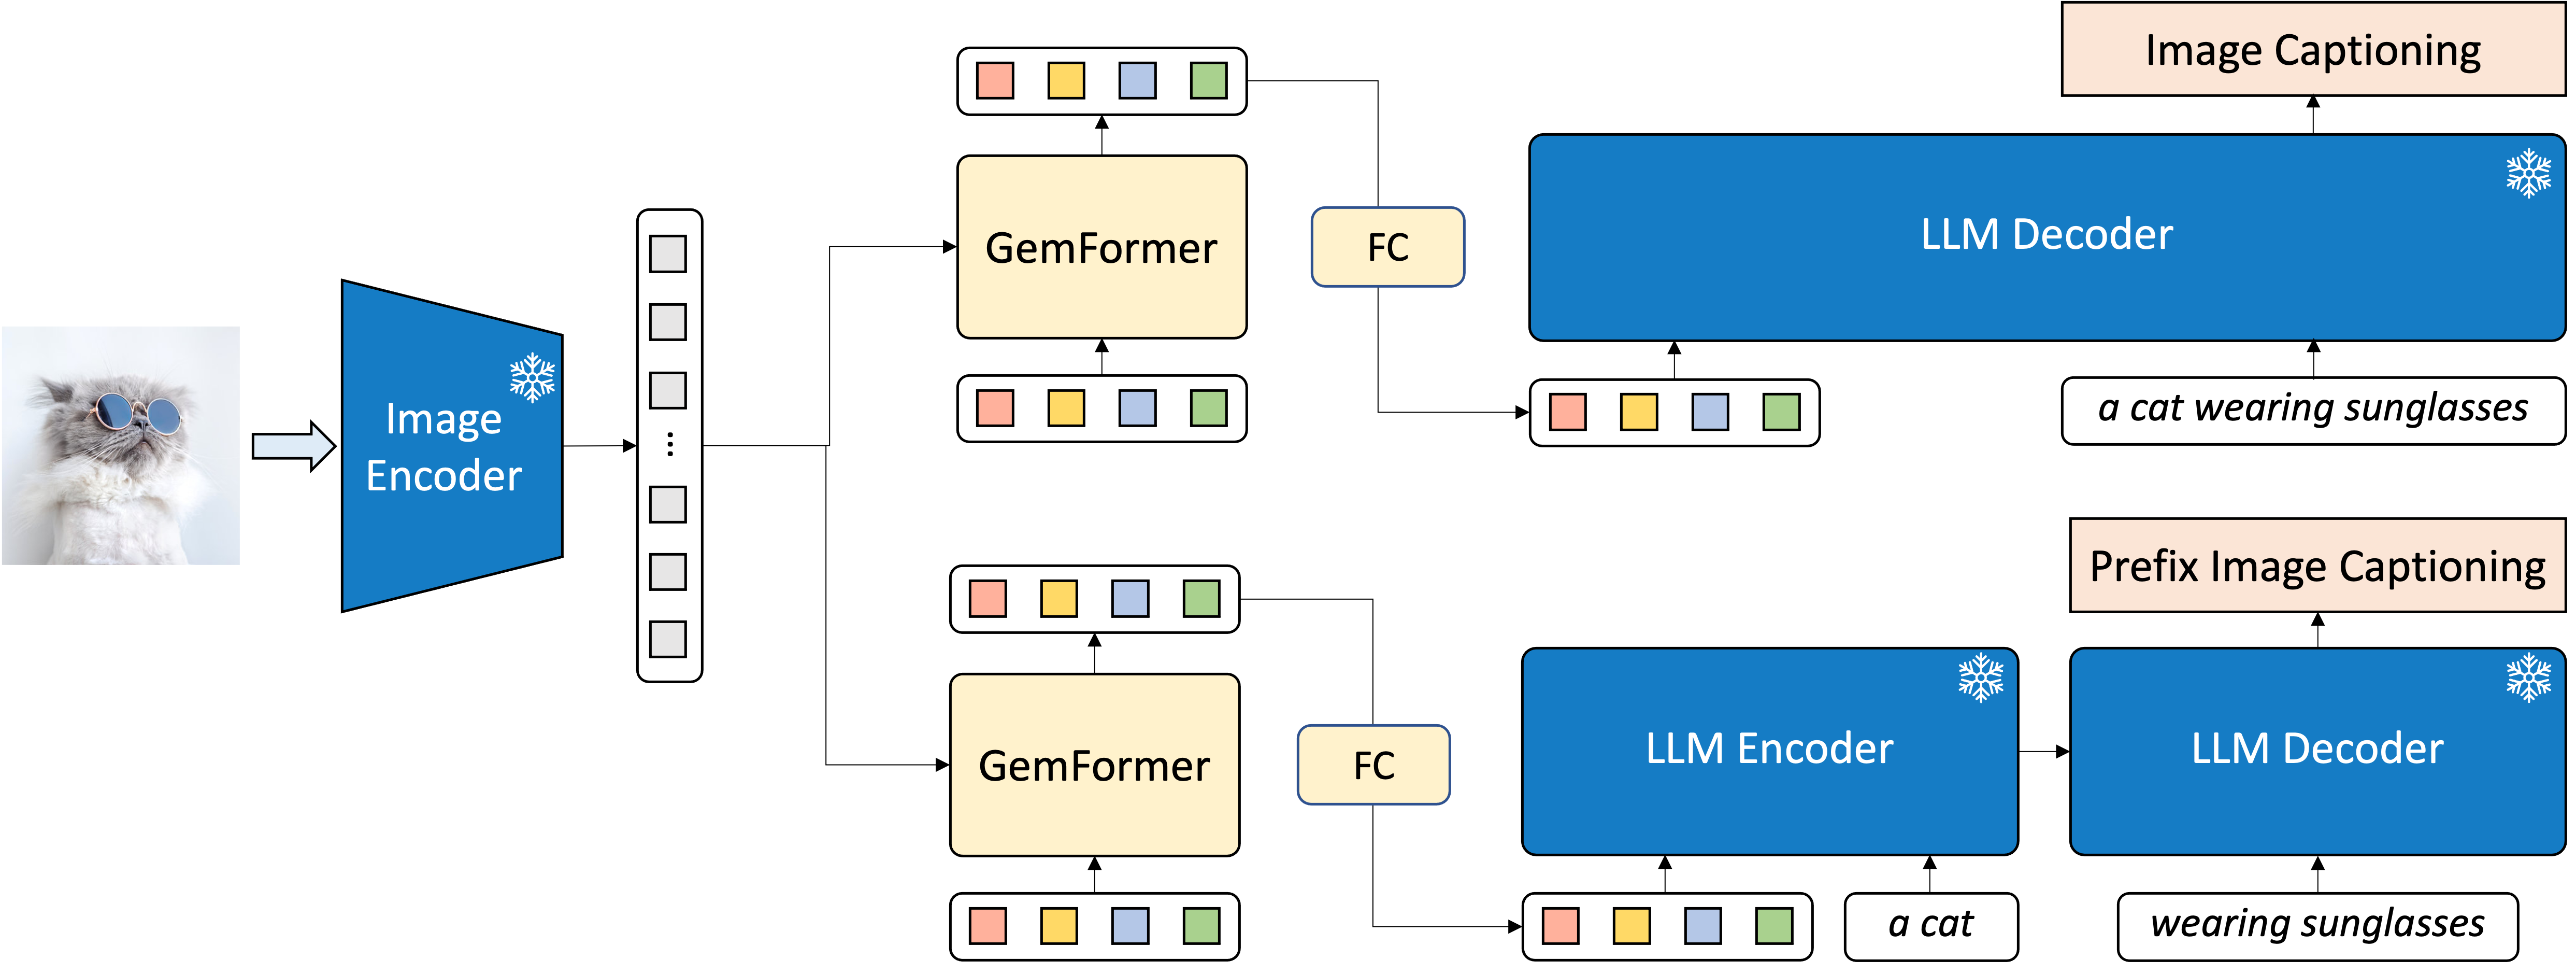 Image Captioning
GemFormer
FC
LLM Decoder
Image
Encoder
...
a cat wearing sunglasses
Prefix Image Captioning
GemFormer
FC
LLM Encoder
LLM Decoder
a cat
wearing sunglasses